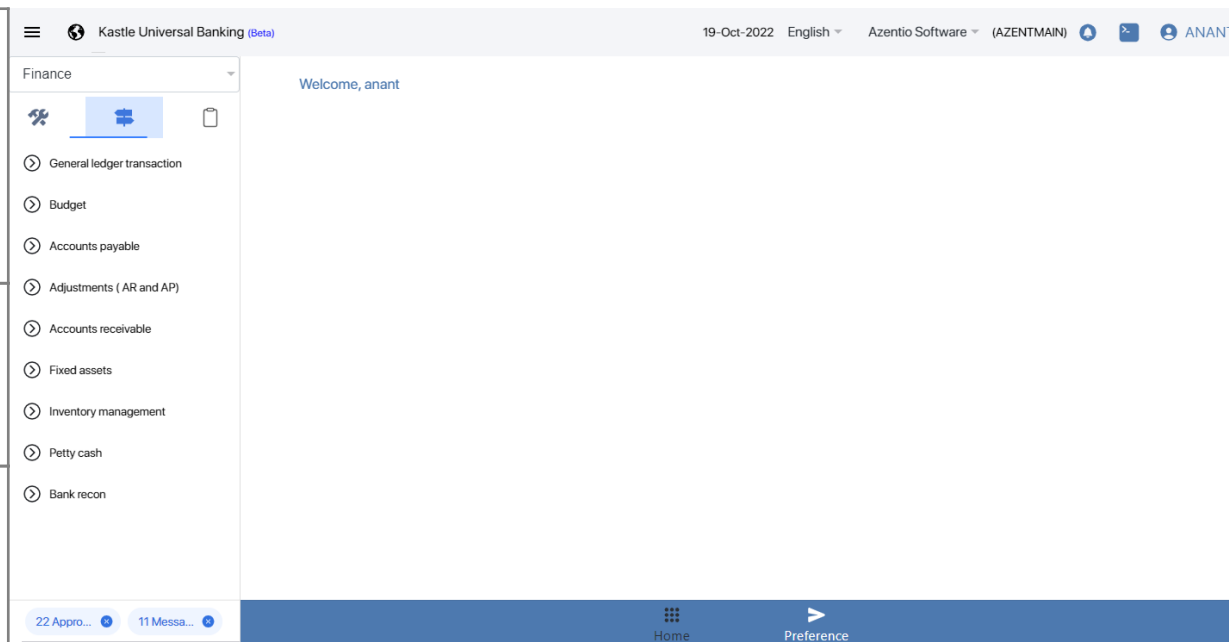 Kastle Universal Banking (Beta) 19-Oct-2022 English Azentio Software (AZENTMAIN) ANANT
Finance
Welcome, anant
General ledger transaction
Budget
Accounts payable
Adjustments ( AR and AP)
Accounts receivable
Fixed assets
Inventory management
Petty cash
Bank recon
22 Appro... 11 Messa...
Home Preference